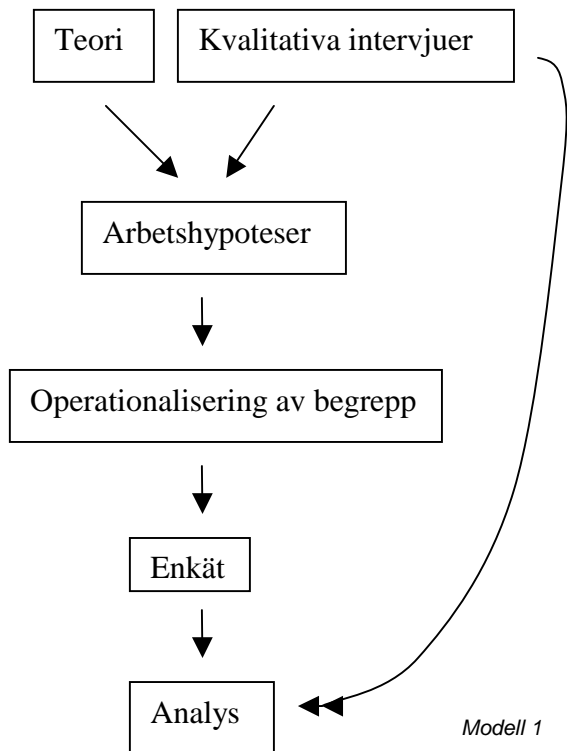 Teori
Kvalitativa intervjuer
Arbetshypoteser
Operationalisering av begrepp
Enkät
Analys
Modell 1